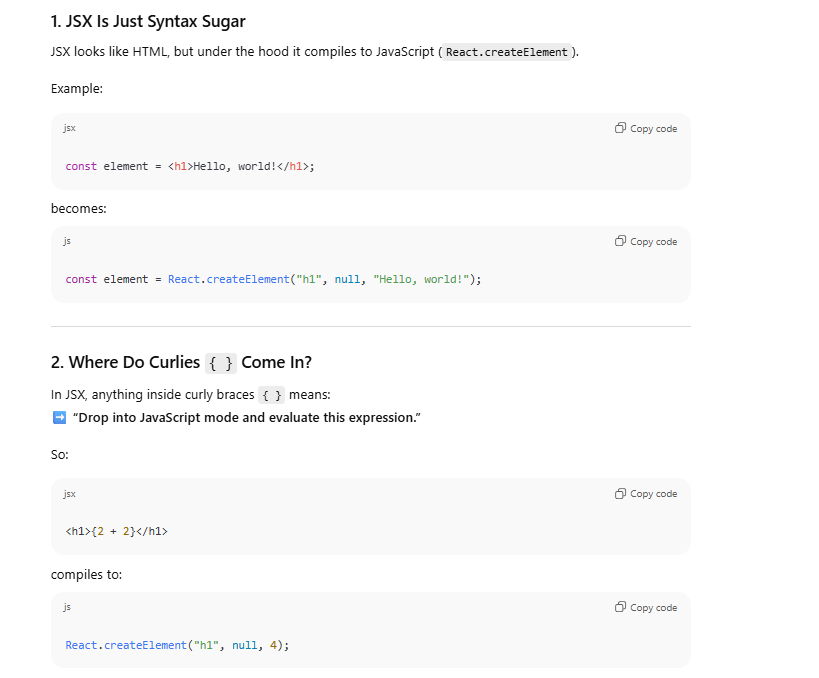 1. JSX Is Just Syntax Sugar
JSX looks like HTML, but under the hood it compiles to JavaScript ( React.createElement ).
Example:
jsx
Copy code
const element = <h1>Hello, world!</h1>;
becomes:
js
Copy code
const element = React.createElement("h1", null, "Hello, world!");
2. Where Do Curlies { } Come In?
In JSX, anything inside curly braces { } means:
➡️ “Drop into JavaScript mode and evaluate this expression.”
So:
jsx
Copy code
<h1>{2 + 2}</h1>
compiles to:
js
Copy code
React.createElement("h1", null, 4);